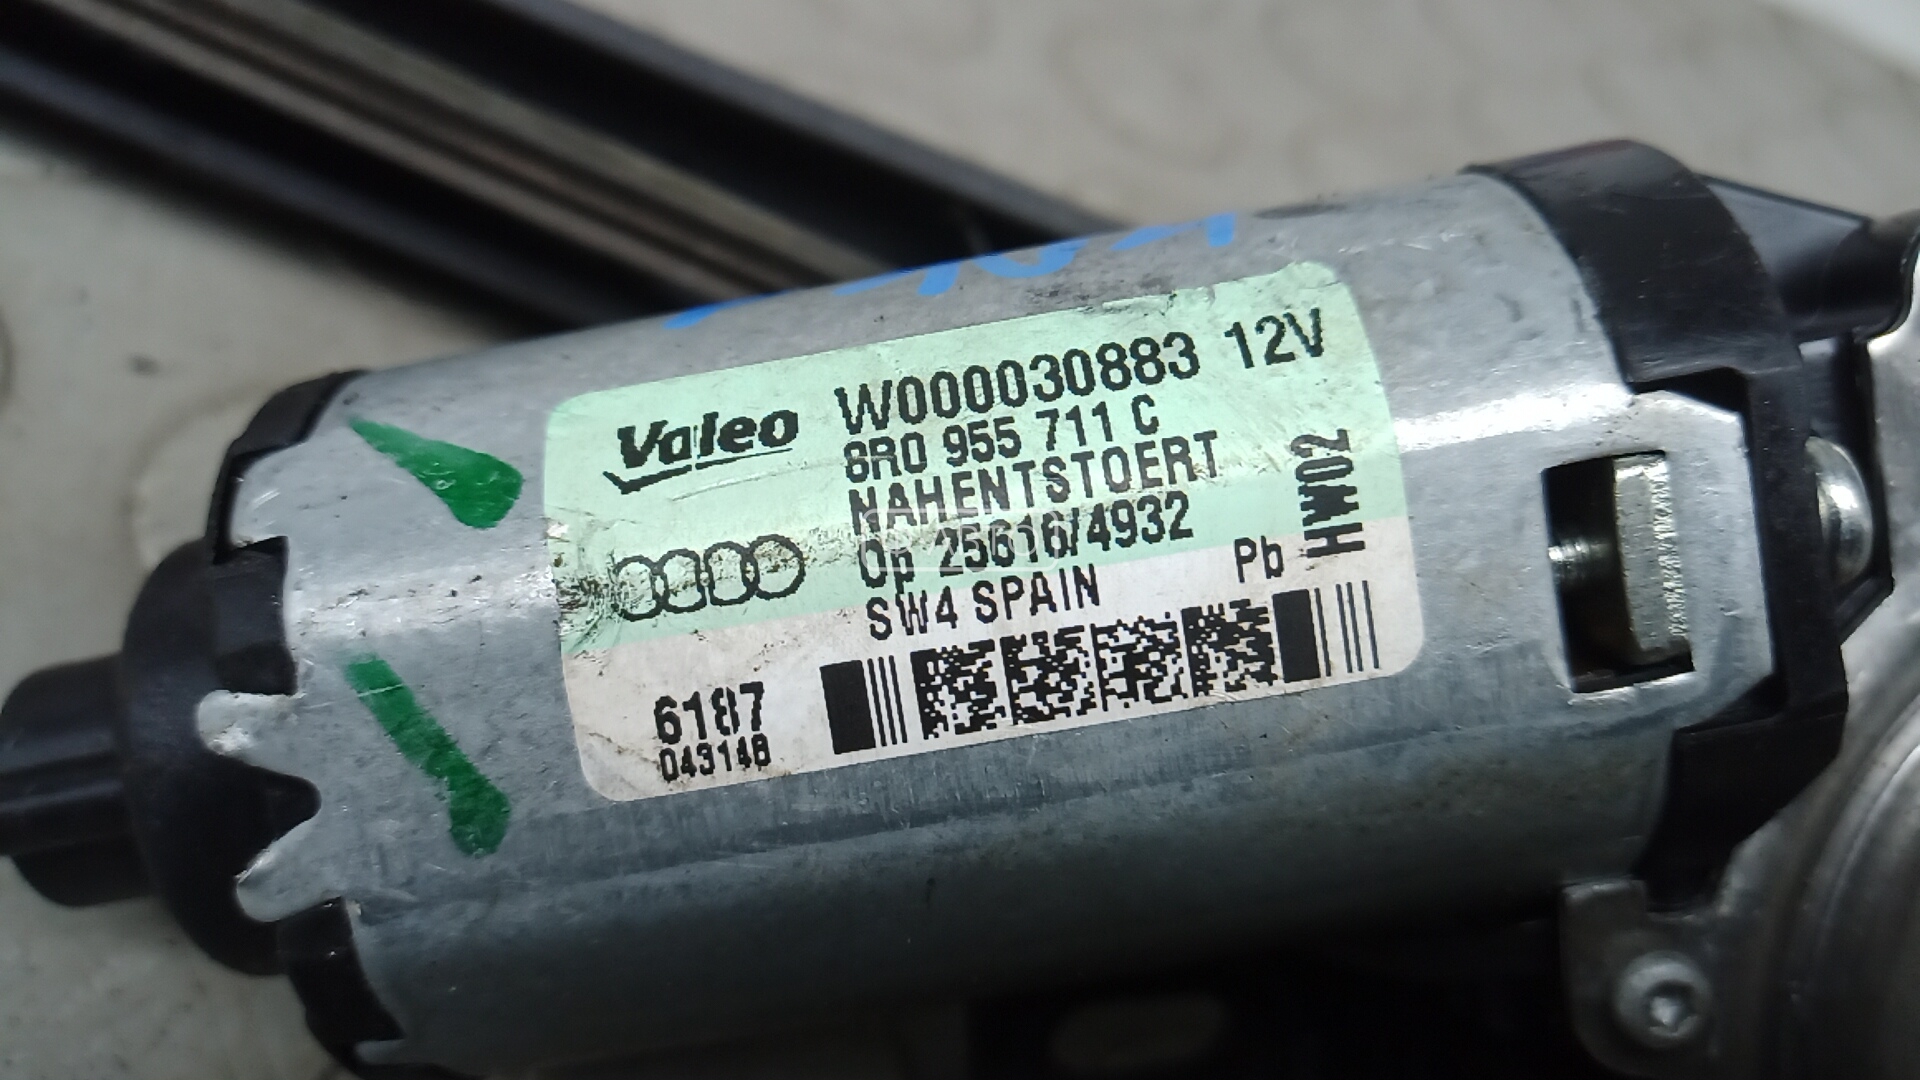 Valeo
W000030883 12V
8R0 955 711 C
NAHENTSTOERT
Op 25616/4932
SW4 SPAIN
Pb
HW02
6187
043148